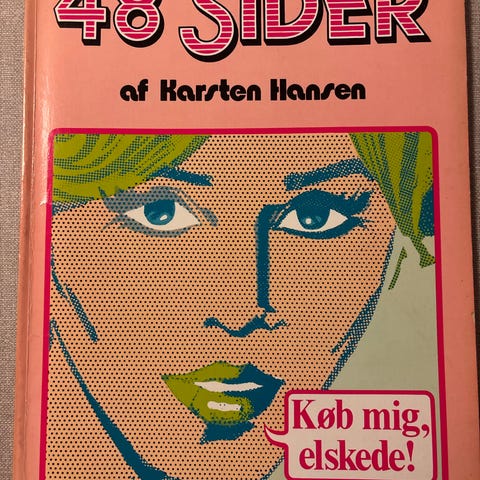 48 SIDER
af Karsten Hansen
Køb mig,
elskede!